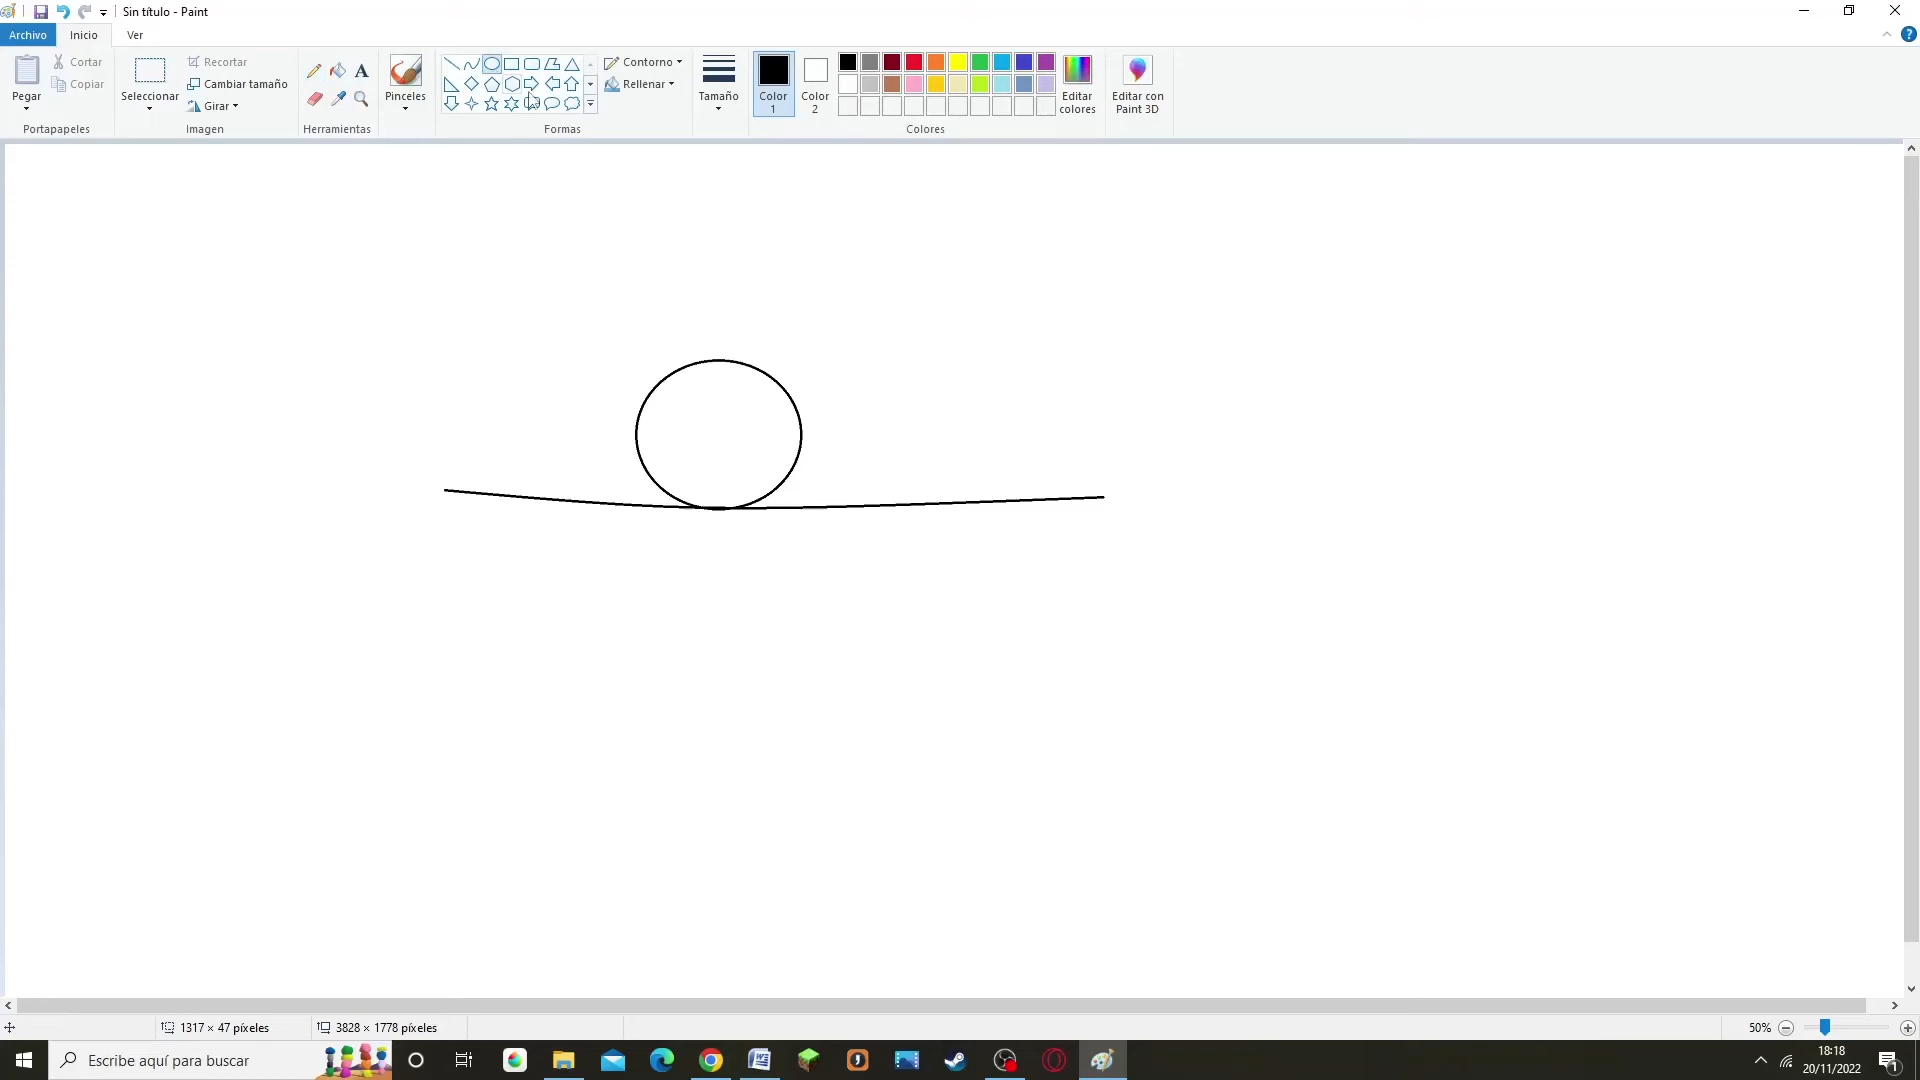 Sin título - Paint
Archivo
Inicio
Ver
Pegar
Cortar
Copiar
Portapapeles
Seleccionar
Recortar
Cambiar tamaño
Girar
Imagen
A
Herramientas
Pinceles
Contorno
Rellenar
Formas
Tamaño
Color
1
Color
2
Editar
colores
Colores
Editar con
Paint 3D
1317 × 47 píxeles
3828 × 1778 píxeles
50%
Escribe aquí para buscar
18:18
20/11/2022
1